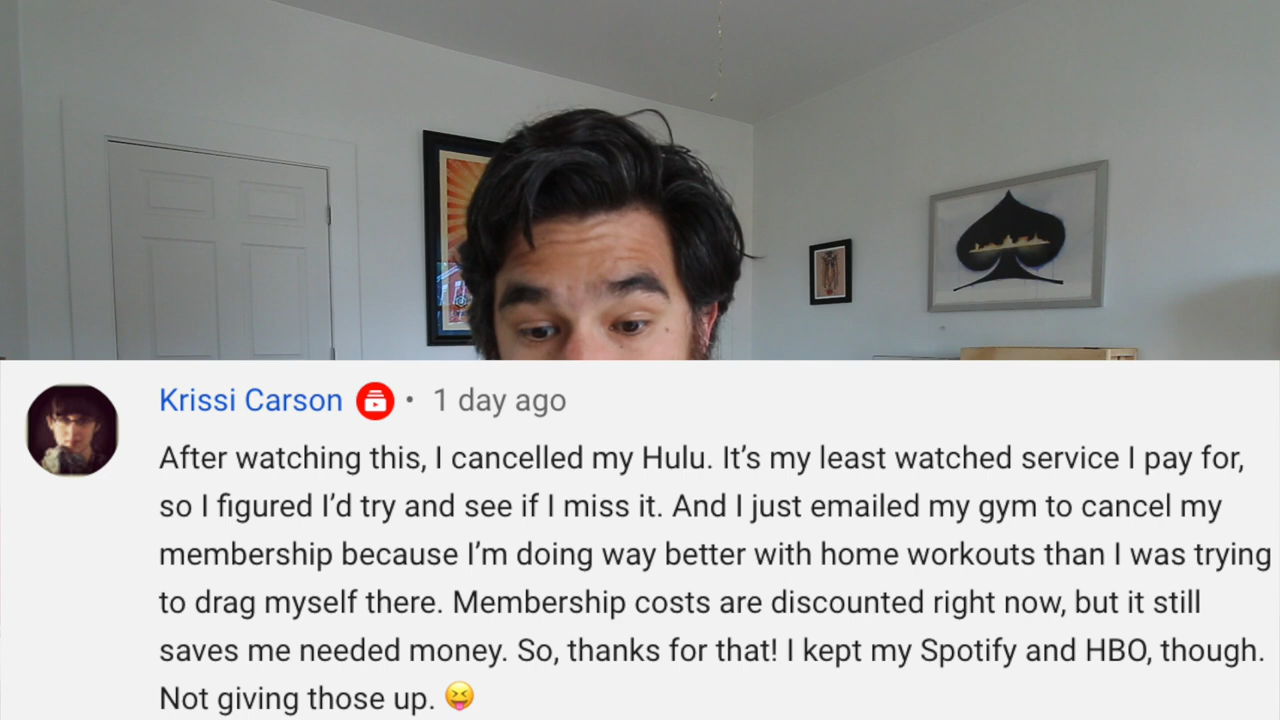 Krissi Carson • 1 day ago
After watching this, I cancelled my Hulu. It’s my least watched service I pay for,
so I figured I’d try and see if I miss it. And I just emailed my gym to cancel my
membership because I’m doing way better with home workouts than I was trying
to drag myself there. Membership costs are discounted right now, but it still
saves me needed money. So, thanks for that! I kept my Spotify and HBO, though.
Not giving those up. 😝